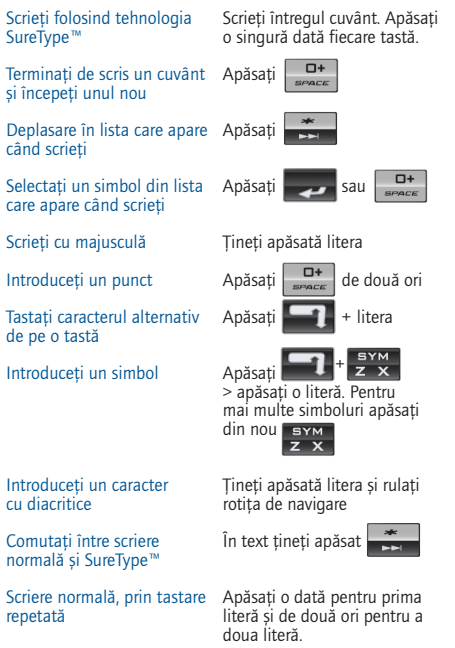 Scrieți folosind tehnologia
SureType™
Scrieți întregul cuvânt. Apăsați
o singură dată fiecare tastă.
Terminați de scris un cuvânt
și începeți unul nou
Apăsați 0+ SPACE
Deplasare în lista care apare
când scrieți
Apăsați *
Selectați un simbol din lista
care apare când scrieți
Apăsați sau 0+ SPACE
Scrieți cu majusculă
Țineți apăsată litera
Introduceți un punct
Apăsați 0+ SPACE de două ori
Tastați caracterul alternativ
de pe o tastă
Apăsați + litera
Introduceți un simbol
Apăsați + SYM Z X
> apăsați o literă. Pentru
mai multe simboluri apăsați
din nou SYM Z X
Introduceți un caracter
cu diacritice
Țineți apăsată litera și rulați
rotița de navigare
Comutați între scriere
normală și SureType™
În text țineți apăsat *
Scriere normală, prin tastare
repetată
Apăsați o dată pentru prima
literă și de două ori pentru a
doua literă.